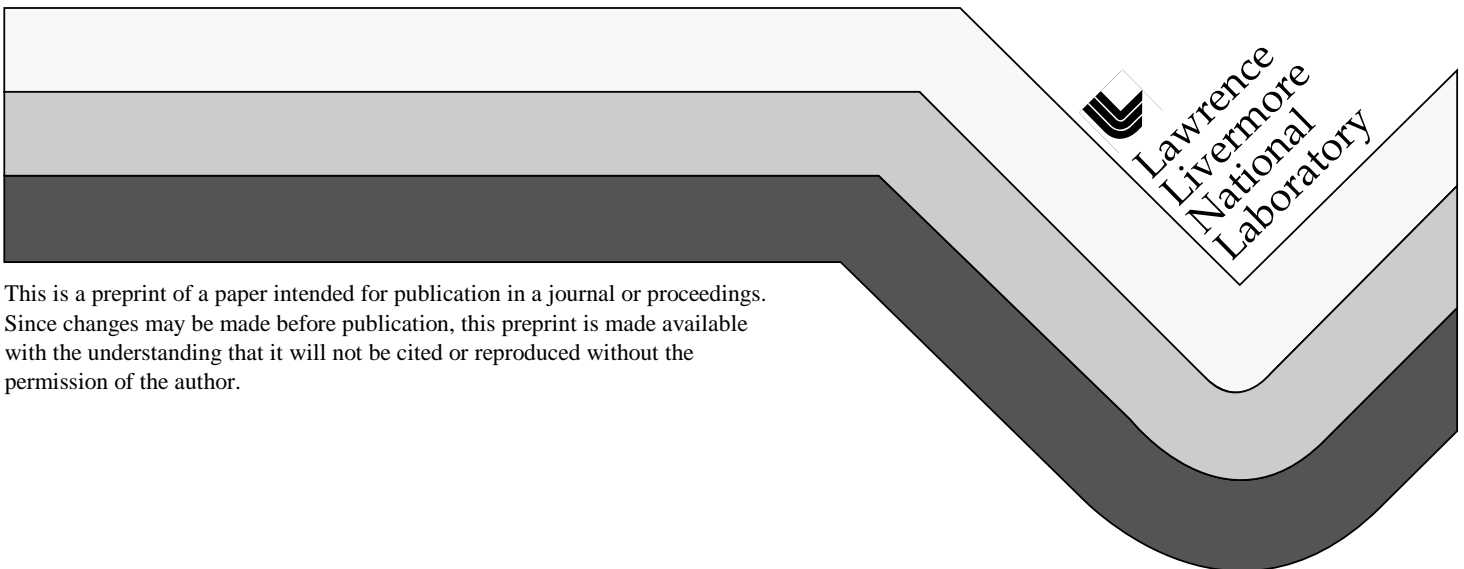 Lawrence
Livermore
National
Laboratory
This is a preprint of a paper intended for publication in a journal or proceedings.
Since changes may be made before publication, this preprint is made available
with the understanding that it will not be cited or reproduced without the
permission of the author.